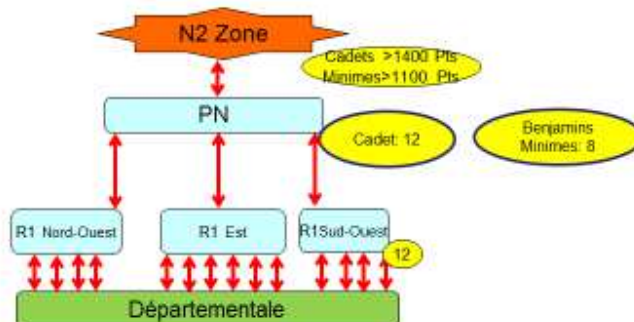 N2 Zone
Cadets >1400 Pts
Minimes>1100 Pts
PN
Cadet: 12
Benjamins
Minimes: 8
R1 Nord-Ouest
R1 Est
R1Sud-Ouest
12
Départementale